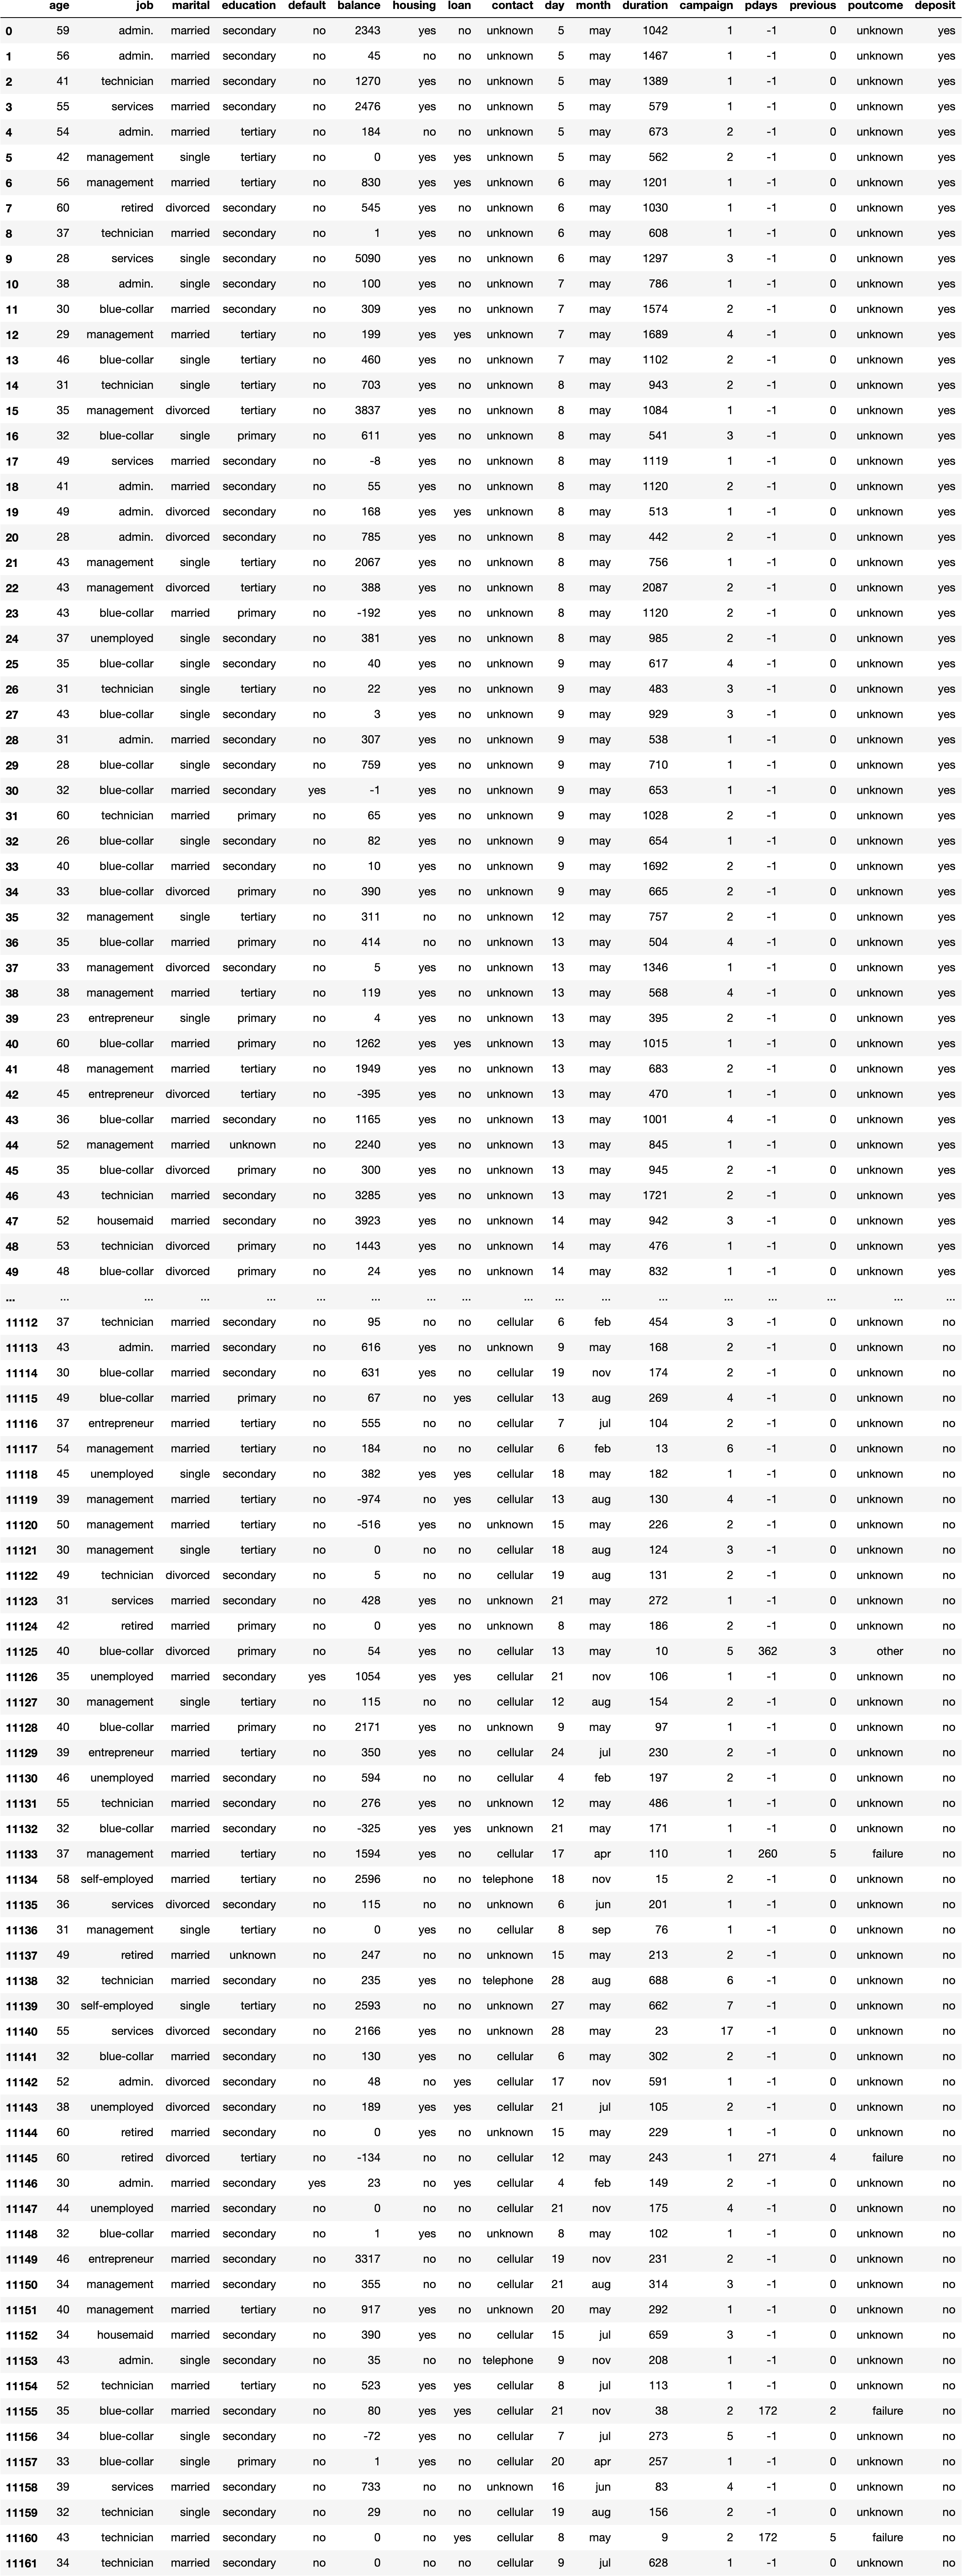 age job marital education default balance housing loan contact day month duration campaign pdays previous poutcome deposit
0 59 admin. married secondary no 2343 yes no unknown 5 may 1042 1 -1 0 unknown yes
1 56 admin. married secondary no 45 no no unknown 5 may 1467 1 -1 0 unknown yes
2 41 technician married secondary no 1270 yes no unknown 5 may 1389 1 -1 0 unknown yes
3 55 services married secondary no 2476 yes no unknown 5 may 579 1 -1 0 unknown yes
4 54 admin. married tertiary no 184 no no unknown 5 may 673 2 -1 0 unknown yes
5 42 management single tertiary no 0 yes yes unknown 5 may 562 2 -1 0 unknown yes
6 56 management married tertiary no 830 yes yes unknown 6 may 1201 1 -1 0 unknown yes
7 60 retired divorced secondary no 545 yes no unknown 6 may 1030 1 -1 0 unknown yes
8 37 technician married secondary no 1 yes no unknown 6 may 608 1 -1 0 unknown yes
9 28 services single secondary no 5090 yes no unknown 6 may 1297 3 -1 0 unknown yes
10 38 admin. single secondary no 100 yes no unknown 7 may 786 1 -1 0 unknown yes
11 30 blue-collar married secondary no 309 yes no unknown 7 may 1574 2 -1 0 unknown yes
12 29 management married tertiary no 199 yes yes unknown 7 may 1689 4 -1 0 unknown yes
13 46 blue-collar single tertiary no 460 yes no unknown 7 may 1102 2 -1 0 unknown yes
14 31 technician single tertiary no 703 yes no unknown 8 may 943 2 -1 0 unknown yes
15 35 management divorced tertiary no 3837 yes no unknown 8 may 1084 1 -1 0 unknown yes
16 32 blue-collar single primary no 611 yes no unknown 8 may 541 3 -1 0 unknown yes
17 49 services married secondary no -8 yes no unknown 8 may 1119 1 -1 0 unknown yes
18 41 admin. married secondary no 55 yes no unknown 8 may 1120 2 -1 0 unknown yes
19 49 admin. divorced secondary no 168 yes yes unknown 8 may 513 1 -1 0 unknown yes
20 28 admin. divorced secondary no 785 yes no unknown 8 may 442 2 -1 0 unknown yes
21 43 management single tertiary no 2067 yes no unknown 8 may 756 1 -1 0 unknown yes
22 43 management divorced tertiary no 388 yes no unknown 8 may 2087 2 -1 0 unknown yes
23 43 blue-collar married primary no -192 yes no unknown 8 may 1120 2 -1 0 unknown yes
24 37 unemployed single secondary no 381 yes no unknown 8 may 985 2 -1 0 unknown yes
25 35 blue-collar single secondary no 40 yes no unknown 9 may 617 4 -1 0 unknown yes
26 31 technician single tertiary no 22 yes no unknown 9 may 483 3 -1 0 unknown yes
27 43 blue-collar single secondary no 3 yes no unknown 9 may 929 3 -1 0 unknown yes
28 31 admin. married secondary no 307 yes no unknown 9 may 538 1 -1 0 unknown yes
29 28 blue-collar single secondary no 759 yes no unknown 9 may 710 1 -1 0 unknown yes
30 32 blue-collar married secondary yes -1 yes no unknown 9 may 653 1 -1 0 unknown yes
31 60 technician married primary no 65 yes no unknown 9 may 1028 2 -1 0 unknown yes
32 26 blue-collar single secondary no 82 yes no unknown 9 may 654 1 -1 0 unknown yes
33 40 blue-collar married secondary no 10 yes no unknown 9 may 1692 2 -1 0 unknown yes
34 33 blue-collar divorced primary no 390 yes no unknown 9 may 665 2 -1 0 unknown yes
35 32 management single tertiary no 311 no no unknown 12 may 757 2 -1 0 unknown yes
36 35 blue-collar married primary no 414 no no unknown 13 may 504 4 -1 0 unknown yes
37 33 management divorced secondary no 5 yes no unknown 13 may 1346 1 -1 0 unknown yes
38 38 management married tertiary no 119 yes no unknown 13 may 568 4 -1 0 unknown yes
39 23 entrepreneur single primary no 4 yes no unknown 13 may 395 2 -1 0 unknown yes
40 60 blue-collar married primary no 1262 yes yes unknown 13 may 1015 1 -1 0 unknown yes
41 48 management married tertiary no 1949 yes no unknown 13 may 683 2 -1 0 unknown yes
42 45 entrepreneur divorced tertiary no -395 yes no unknown 13 may 470 1 -1 0 unknown yes
43 36 blue-collar married secondary no 1165 yes no unknown 13 may 1001 4 -1 0 unknown yes
44 52 management married unknown no 2240 yes no unknown 13 may 845 1 -1 0 unknown yes
45 35 blue-collar divorced primary no 300 yes no unknown 13 may 945 2 -1 0 unknown yes
46 43 technician married secondary no 3285 yes no unknown 13 may 1721 2 -1 0 unknown yes
47 52 housemaid married secondary no 3923 yes no unknown 14 may 942 3 -1 0 unknown yes
48 53 technician divorced primary no 1443 yes no unknown 14 may 476 1 -1 0 unknown yes
49 48 blue-collar divorced primary no 24 yes no unknown 14 may 832 1 -1 0 unknown yes
... ... ... ... ... ... ... ... ... ... ... ... ... ... ... ... ... ...
11112 37 technician married secondary no 95 no no cellular 6 feb 454 3 -1 0 unknown no
11113 43 admin. married secondary no 616 yes no unknown 9 may 168 2 -1 0 unknown no
11114 30 blue-collar married secondary no 631 yes no cellular 19 nov 174 2 -1 0 unknown no
11115 49 blue-collar married primary no 67 no yes cellular 13 aug 269 4 -1 0 unknown no
11116 37 entrepreneur married tertiary no 555 no no cellular 7 jul 104 2 -1 0 unknown no
11117 54 management married tertiary no 184 no no cellular 6 feb 13 6 -1 0 unknown no
11118 45 unemployed single secondary no 382 yes yes cellular 18 may 182 1 -1 0 unknown no
11119 39 management married tertiary no -974 no yes cellular 13 aug 130 4 -1 0 unknown no
11120 50 management married tertiary no -516 yes no unknown 15 may 226 2 -1 0 unknown no
11121 30 management single tertiary no 0 no no cellular 18 aug 124 3 -1 0 unknown no
11122 49 technician divorced secondary no 5 no no cellular 19 aug 131 2 -1 0 unknown no
11123 31 services married secondary no 428 yes no unknown 21 may 272 1 -1 0 unknown no
11124 42 retired married primary no 0 yes no unknown 8 may 186 2 -1 0 unknown no
11125 40 blue-collar divorced primary no 54 yes no cellular 13 may 10 5 362 3 other no
11126 35 unemployed married secondary yes 1054 yes yes cellular 21 nov 106 1 -1 0 unknown no
11127 30 management single tertiary no 115 no no cellular 12 aug 154 2 -1 0 unknown no
11128 40 blue-collar married primary no 2171 yes no unknown 9 may 97 1 -1 0 unknown no
11129 39 entrepreneur married tertiary no 350 yes no cellular 24 jul 230 2 -1 0 unknown no
11130 46 unemployed married secondary no 594 no no cellular 4 feb 197 2 -1 0 unknown no
11131 55 technician married secondary no 276 yes no unknown 12 may 486 1 -1 0 unknown no
11132 32 blue-collar married secondary no -325 yes yes unknown 21 may 171 1 -1 0 unknown no
11133 37 management married tertiary no 1594 yes no cellular 17 apr 110 1 260 5 failure no
11134 58 self-employed married tertiary no 2596 no no telephone 18 nov 15 2 -1 0 unknown no
11135 36 services divorced secondary no 115 no no unknown 6 jun 201 1 -1 0 unknown no
11136 31 management single tertiary no 0 yes no cellular 8 sep 76 1 -1 0 unknown no
11137 49 retired married unknown no 247 no no unknown 15 may 213 2 -1 0 unknown no
11138 32 technician married secondary no 235 yes no telephone 28 aug 688 6 -1 0 unknown no
11139 30 self-employed single tertiary no 2593 no no unknown 27 may 662 7 -1 0 unknown no
11140 55 services divorced secondary no 2166 yes no unknown 28 may 23 17 -1 0 unknown no
11141 32 blue-collar married secondary no 130 yes no cellular 6 may 302 2 -1 0 unknown no
11142 52 admin. divorced secondary no 48 no yes cellular 17 nov 591 1 -1 0 unknown no
11143 38 unemployed divorced secondary no 189 yes yes cellular 21 jul 105 2 -1 0 unknown no
11144 60 retired married secondary no 0 yes no unknown 15 may 229 1 -1 0 unknown no
11145 60 retired divorced tertiary no -134 no no cellular 12 may 243 1 271 4 failure no
11146 30 admin. married secondary yes 23 no yes cellular 4 feb 149 2 -1 0 unknown no
11147 44 unemployed married secondary no 0 no no cellular 21 nov 175 4 -1 0 unknown no
11148 32 blue-collar married secondary no 1 yes no unknown 8 may 102 1 -1 0 unknown no
11149 46 entrepreneur married secondary no 3317 no no cellular 19 nov 231 2 -1 0 unknown no
11150 34 management married secondary no 355 no no cellular 21 aug 314 3 -1 0 unknown no
11151 40 management married tertiary no 917 yes no unknown 20 may 292 1 -1 0 unknown no
11152 34 housemaid married secondary no 390 yes no cellular 15 jul 659 3 -1 0 unknown no
11153 43 admin. single secondary no 35 no no telephone 9 nov 208 1 -1 0 unknown no
11154 52 technician married tertiary no 523 yes yes cellular 8 jul 113 1 -1 0 unknown no
11155 35 blue-collar married secondary no 80 yes yes cellular 21 nov 38 2 172 2 failure no
11156 34 blue-collar single secondary no -72 yes no cellular 7 jul 273 5 -1 0 unknown no
11157 33 blue-collar single primary no 1 yes no cellular 20 apr 257 1 -1 0 unknown no
11158 39 services married secondary no 733 no no unknown 16 jun 83 4 -1 0 unknown no
11159 32 technician single secondary no 29 no no cellular 19 aug 156 2 -1 0 unknown no
11160 43 technician married secondary no 0 no yes cellular 8 may 9 2 172 5 failure no
11161 34 technician married secondary no 0 no no cellular 9 jul 628 1 -1 0 unknown no